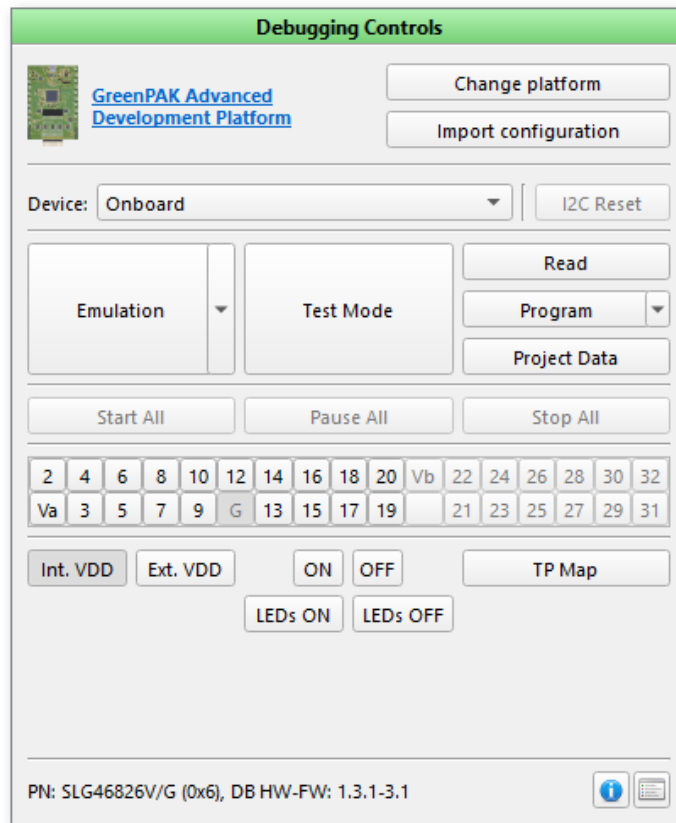 Debugging Controls
GreenPAK Advanced
Development Platform
Change platform
Import configuration
Device: Onboard I2C Reset
Emulation Test Mode
Read
Program
Project Data
Start All Pause All Stop All
2 4 6 8 10 12 14 16 18 20 Vb 22 24 26 28 30 32
Va 3 5 7 9 G 13 15 17 19 21 23 25 27 29 31
Int. VDD Ext. VDD ON OFF TP Map
LEDs ON LEDs OFF
PN: SLG46826V/G (0x6), DB HW-FW: 1.3.1-3.1